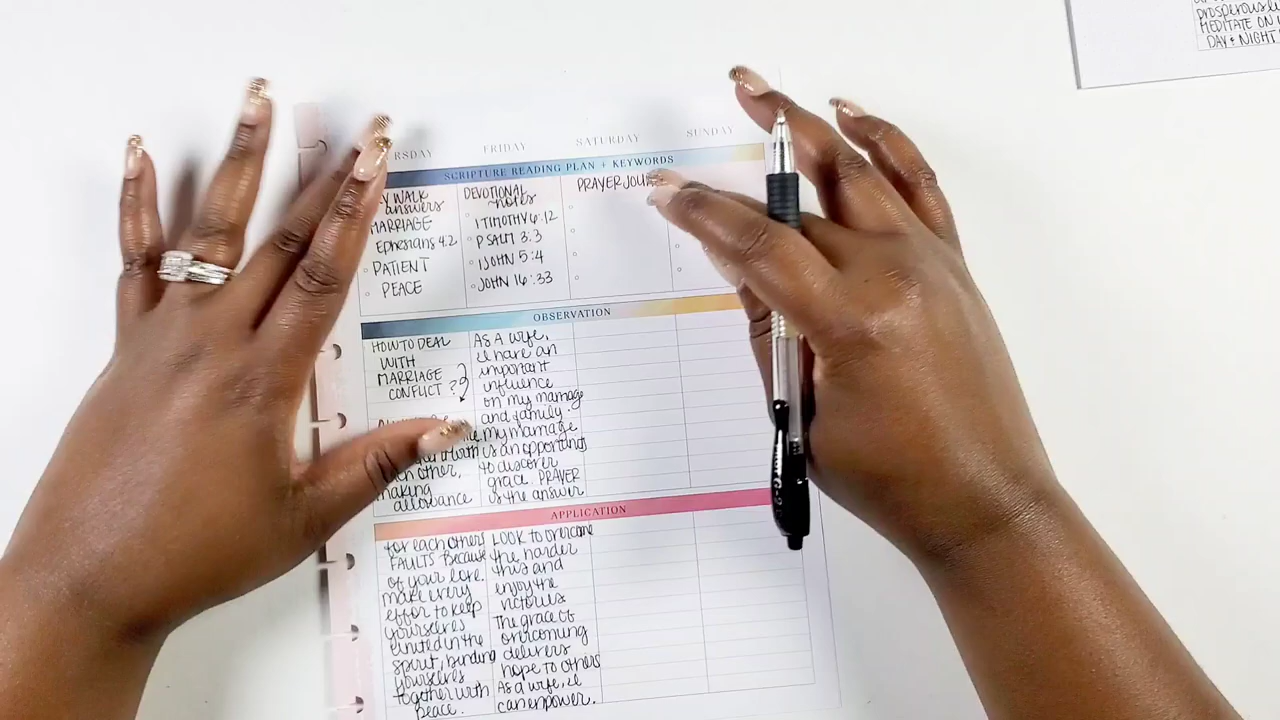 prosperously
MEDITATE ON
DAY & NIGHT
FRIDAY
SATURDAY
SUNDAY
SCRIPTURE READING PLAN + KEYWORDS
WALK
answers
MARRIAGE
Ephesians 4:2
PATIENT
PEACE
DEVOTIONAL
notes
1 TIMOTHY 6:12
PSALM 3:3
1 JOHN 5:4
JOHN 16:33
PRAYER
OBSERVATION
HOW TO DEAL
WITH
MARRIAGE
CONFLICT??
each other,
making
allowance
AS A wife,
I have an
important
influence
on my marriage
and family.
My marriage
is an opportunity
to discover
grace. PRAYER
is the answer
APPLICATION
for each others
FAULTS Because
of your love.
make every
effort to keep
yourselves
united in the
spirit, binding
yourselves
together with
peace.
LOOK to overcome
the harder
this and
enjoy the
victories
The grace of
overcoming
delivers
hope to others
As a wife, I
can empower.
G-2